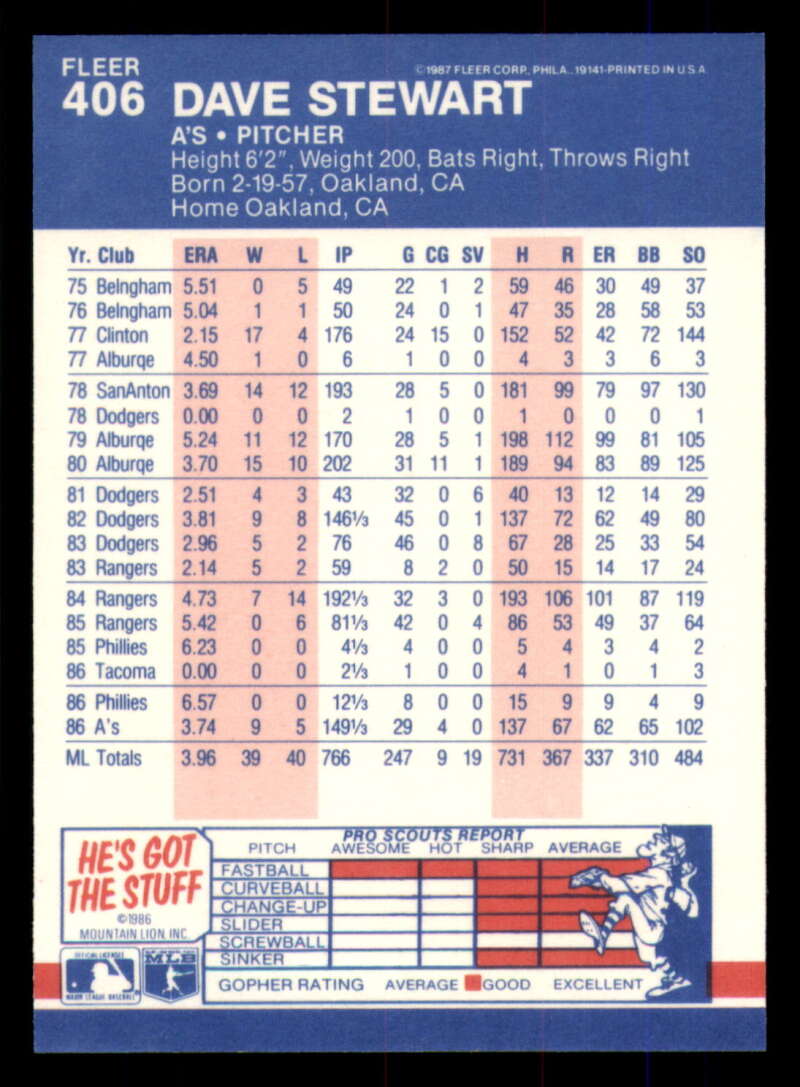 FLEER
406 DAVE STEWART
©1987 FLEER CORP., PHILA., 19141-PRINTED IN U S A
A'S • PITCHER
Height 6'2", Weight 200, Bats Right, Throws Right
Born 2-19-57, Oakland, CA
Home Oakland, CA
Yr. Club ERA W L IP G CG SV H R ER BB SO
75 Belngham 5.51 0 5 49 22 1 2 59 46 30 49 37
76 Belngham 5.04 1 1 50 24 0 1 47 35 28 58 53
77 Clinton 2.15 17 4 176 24 15 0 152 52 42 72 144
77 Alburqe 4.50 1 0 6 1 0 0 4 3 3 6 3
78 SanAnton 3.69 14 12 193 28 5 0 181 99 79 97 130
78 Dodgers 0.00 0 0 2 1 0 0 1 0 0 0 1
79 Alburqe 5.24 11 12 170 28 5 1 198 112 99 81 105
80 Alburqe 3.70 15 10 202 31 11 1 189 94 83 89 125
81 Dodgers 2.51 4 3 43 32 0 6 40 13 12 14 29
82 Dodgers 3.81 9 8 146⅓ 45 0 1 137 72 62 49 80
83 Dodgers 2.96 5 2 76 46 0 8 67 28 25 33 54
83 Rangers 2.14 5 2 59 8 2 0 50 15 14 17 24
84 Rangers 4.73 7 14 192⅓ 32 3 0 193 106 101 87 119
85 Rangers 5.42 0 6 81⅓ 42 0 4 86 53 49 37 64
85 Phillies 6.23 0 0 4⅓ 4 0 0 5 4 3 4 2
86 Tacoma 0.00 0 0 2⅓ 1 0 0 4 1 0 1 3
86 Phillies 6.57 0 0 12⅓ 8 0 0 15 9 9 4 9
86 A's 3.74 9 5 149⅓ 29 4 0 137 67 62 65 102
ML Totals 3.96 39 40 766 247 9 19 731 367 337 310 484
HE'S GOT
THE STUFF
©1986
MOUNTAIN LION, INC
PRO SCOUTS REPORT
PITCH AWESOME HOT SHARP AVERAGE
FASTBALL
CURVEBALL
CHANGE-UP
SLIDER
SCREWBALL
SINKER
GOPHER RATING AVERAGE GOOD EXCELLENT
OFFICIAL LICENSEE
MAJOR LEAGUE BASEBALL
MLB